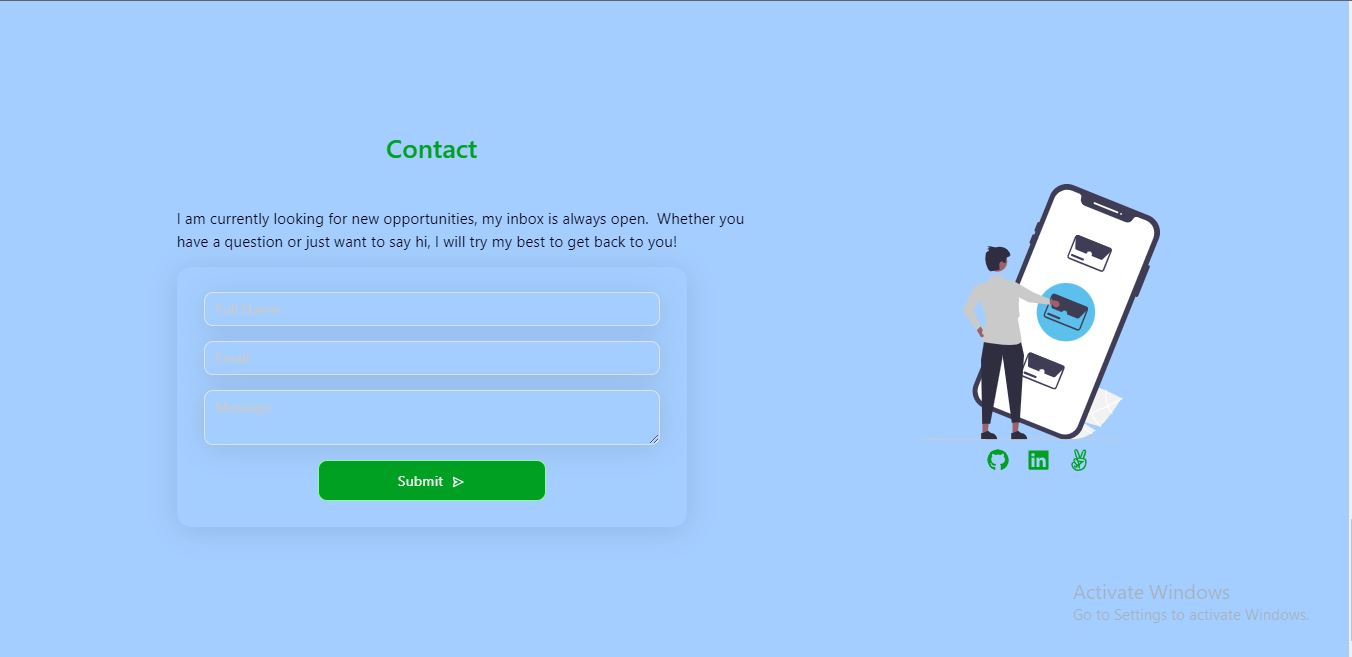 Contact
I am currently looking for new opportunities, my inbox is always open.  Whether you
have a question or just want to say hi, I will try my best to get back to you!
Full Name
Email
Message
Submit
in
Activate Windows
Go to Settings to activate Windows.